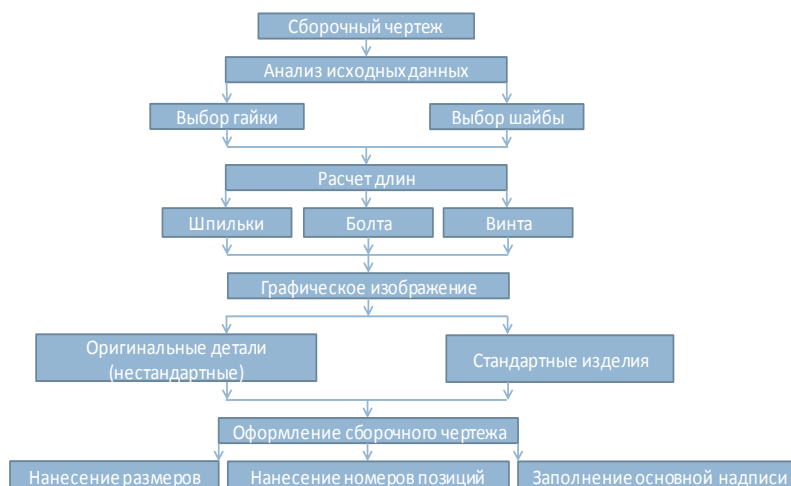 Сборочный чертеж
Анализ исходных данных
Выбор гайки
Выбор шайбы
Расчет длин
Шпильки
Болта
Винта
Графическое изображение
Оригинальные детали
(нестандартные)
Стандартные изделия
Оформление сборочного чертежа
Нанесение размеров
Нанесение номеров позиций
Заполнение основной надписи